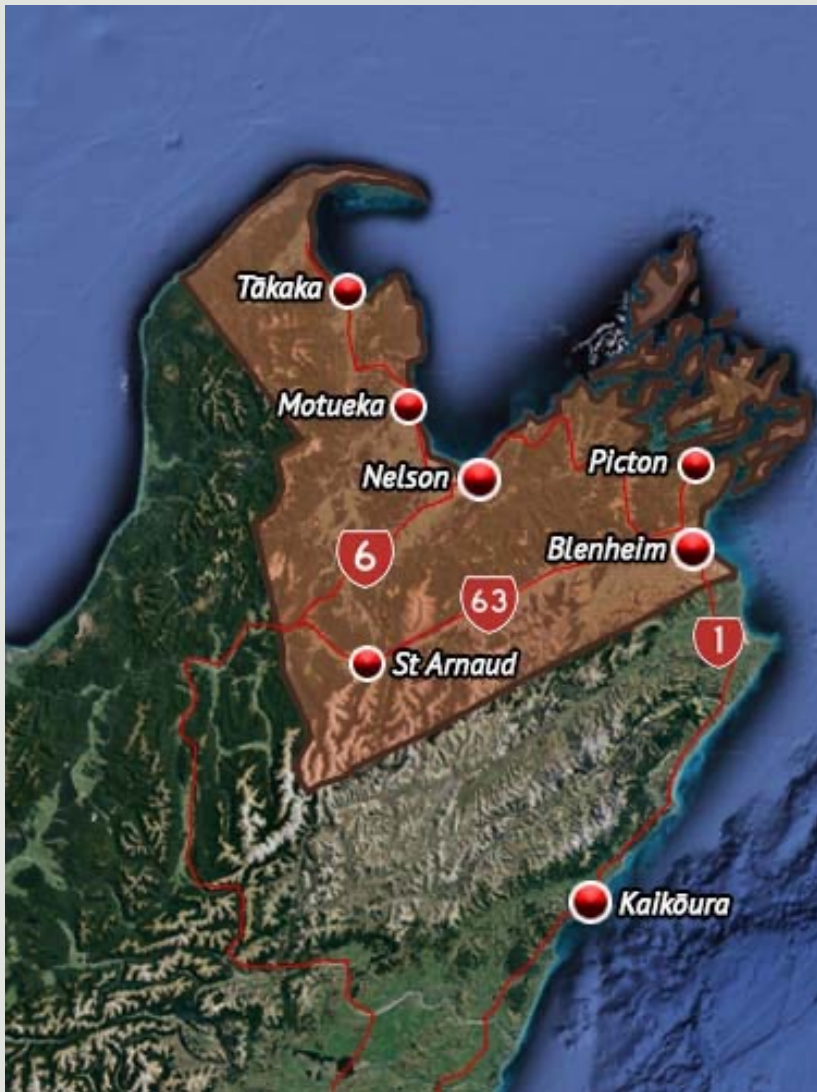 Tākaka
Motueka
Nelson
Picton
Blenheim
6
63
1
St Arnaud
Kaikōura